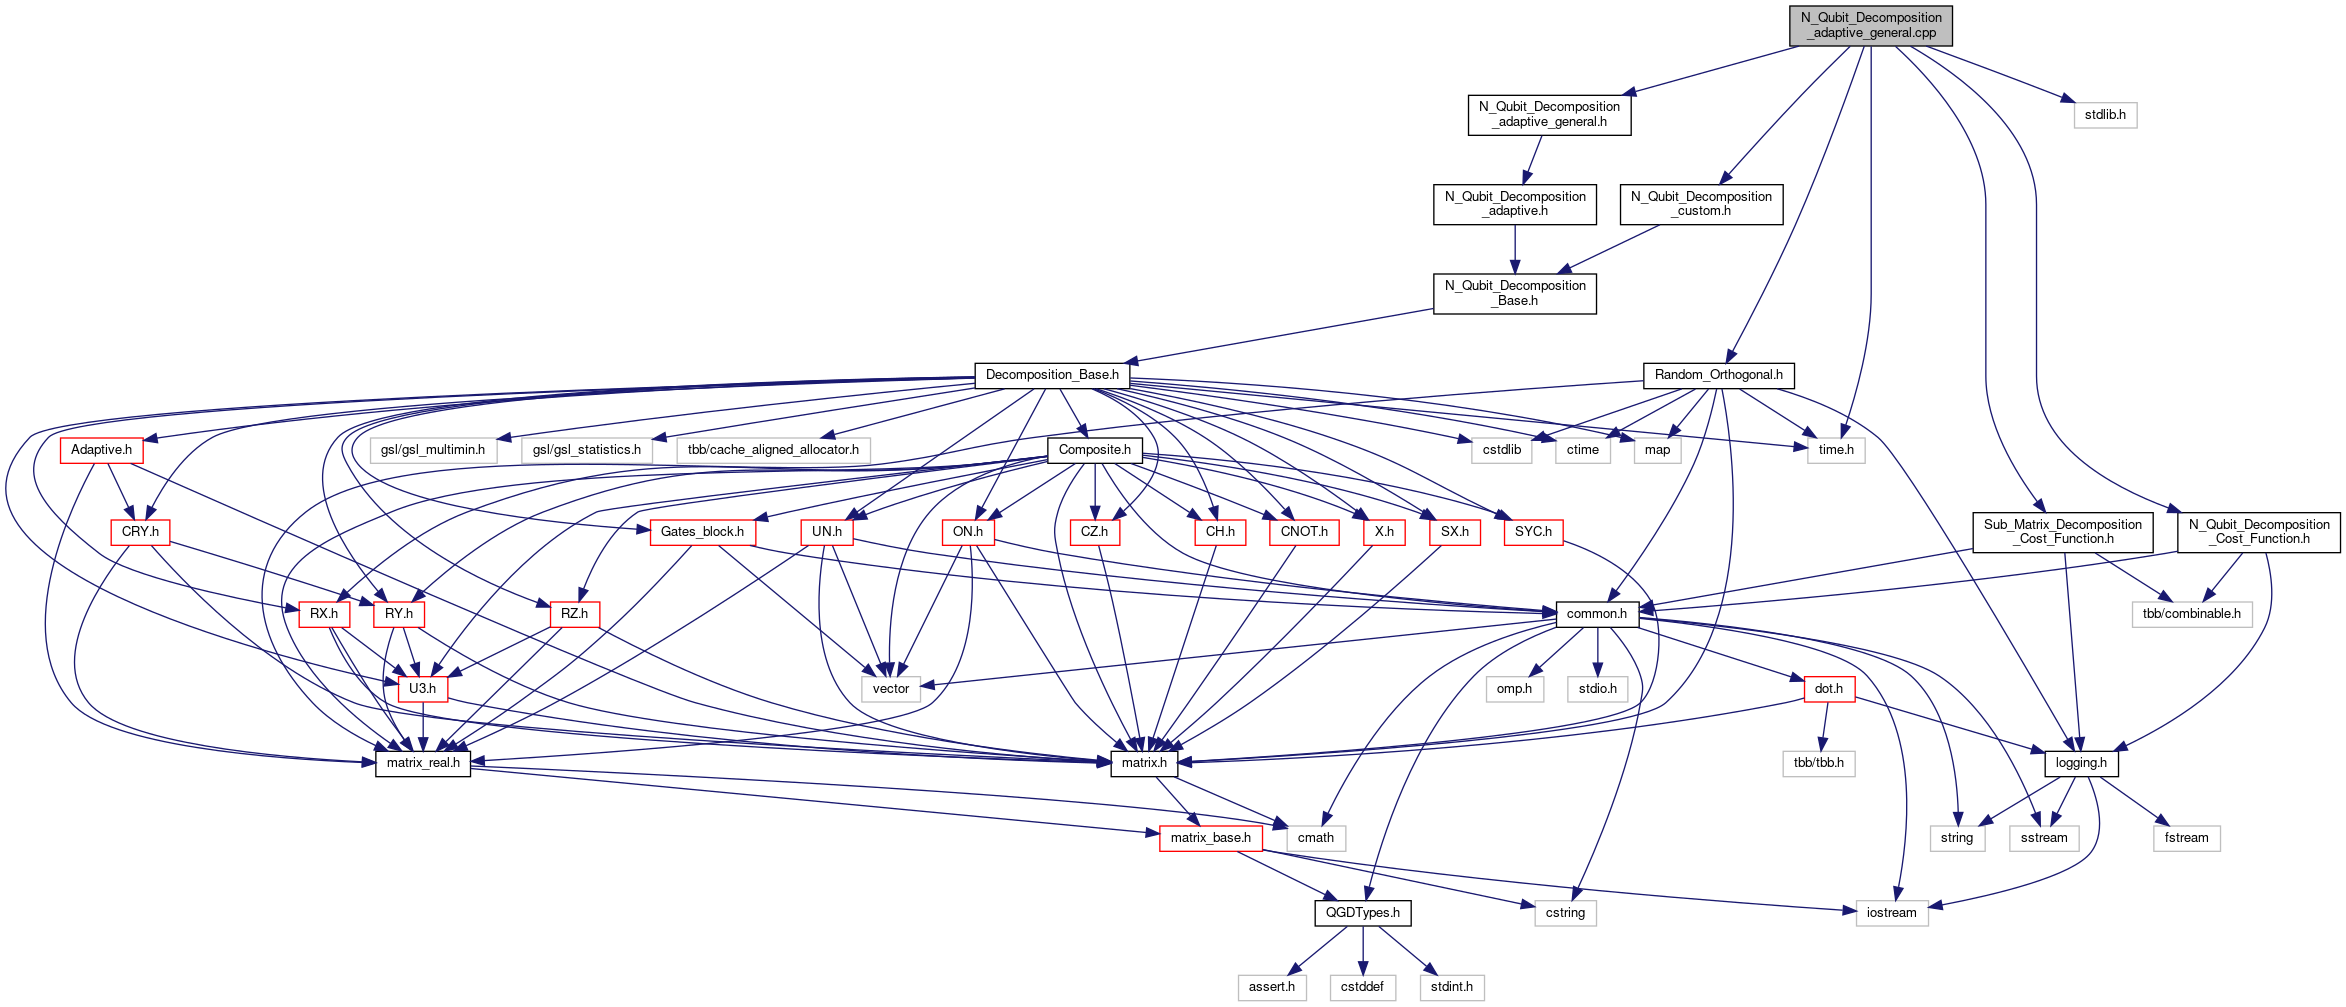 N_Qubit_Decomposition
_adaptive_general.cpp
N_Qubit_Decomposition
_adaptive_general.h
stdlib.h
N_Qubit_Decomposition
_adaptive.h
N_Qubit_Decomposition
_custom.h
N_Qubit_Decomposition
_Base.h
Decomposition_Base.h
Random_Orthogonal.h
Adaptive.h
gsl/gsl_multimin.h
gsl/gsl_statistics.h
tbb/cache_aligned_allocator.h
Composite.h
cstdlib
ctime
map
time.h
CRY.h
Gates_block.h
UN.h
ON.h
CZ.h
CH.h
CNOT.h
X.h
SX.h
SYC.h
Sub_Matrix_Decomposition
_Cost_Function.h
N_Qubit_Decomposition
_Cost_Function.h
RX.h
RY.h
RZ.h
common.h
tbb/combinable.h
U3.h
vector
omp.h
stdio.h
dot.h
matrix_real.h
matrix.h
tbb/tbb.h
logging.h
matrix_base.h
cmath
string
sstream
fstream
QGDTypes.h
cstring
iostream
assert.h
cstddef
stdint.h